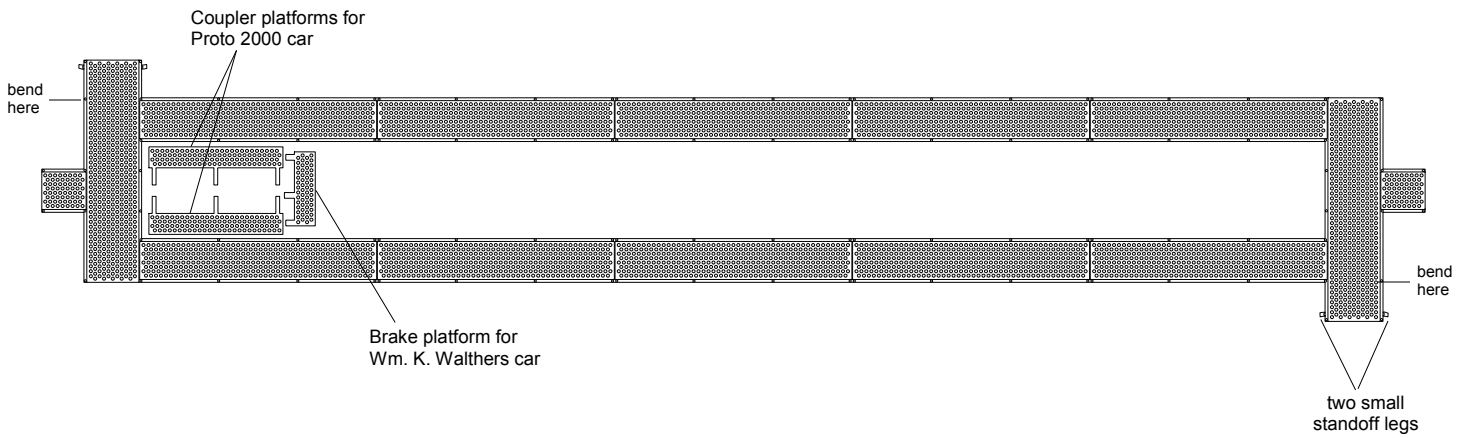 Coupler platforms for
Proto 2000 car
bend
here
bend
here
Brake platform for
Wm. K. Walthers car
two small
standoff legs